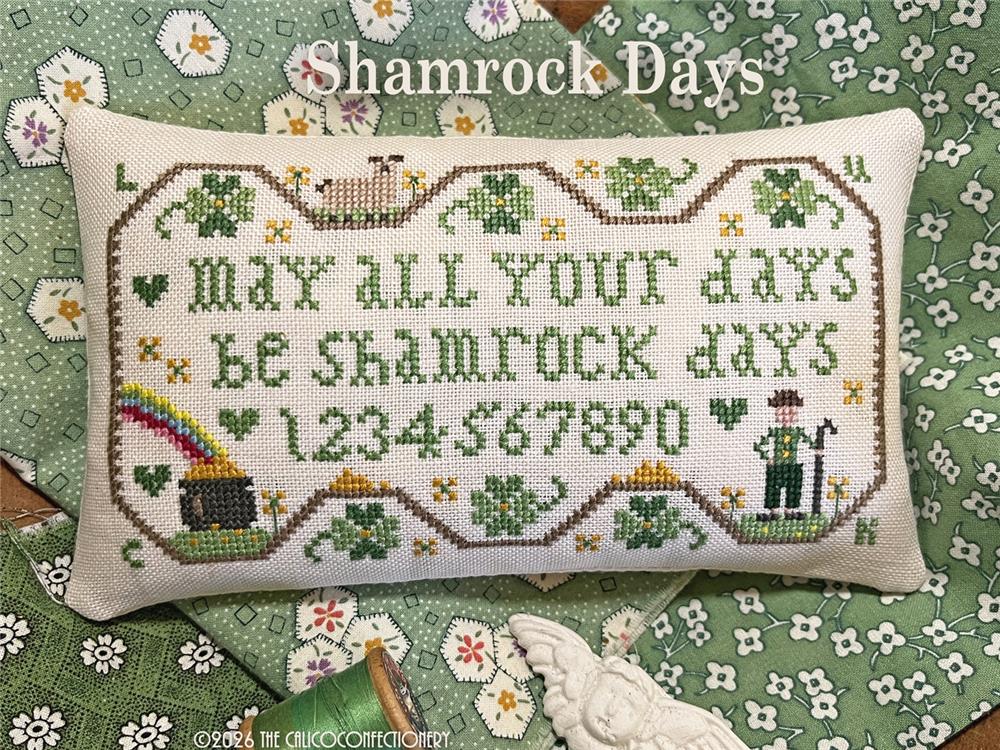 Shamrock Days
L U
may all your days
be shamrock days
1234567890
C K
©2026 THE CALICOCONFECTIONERY